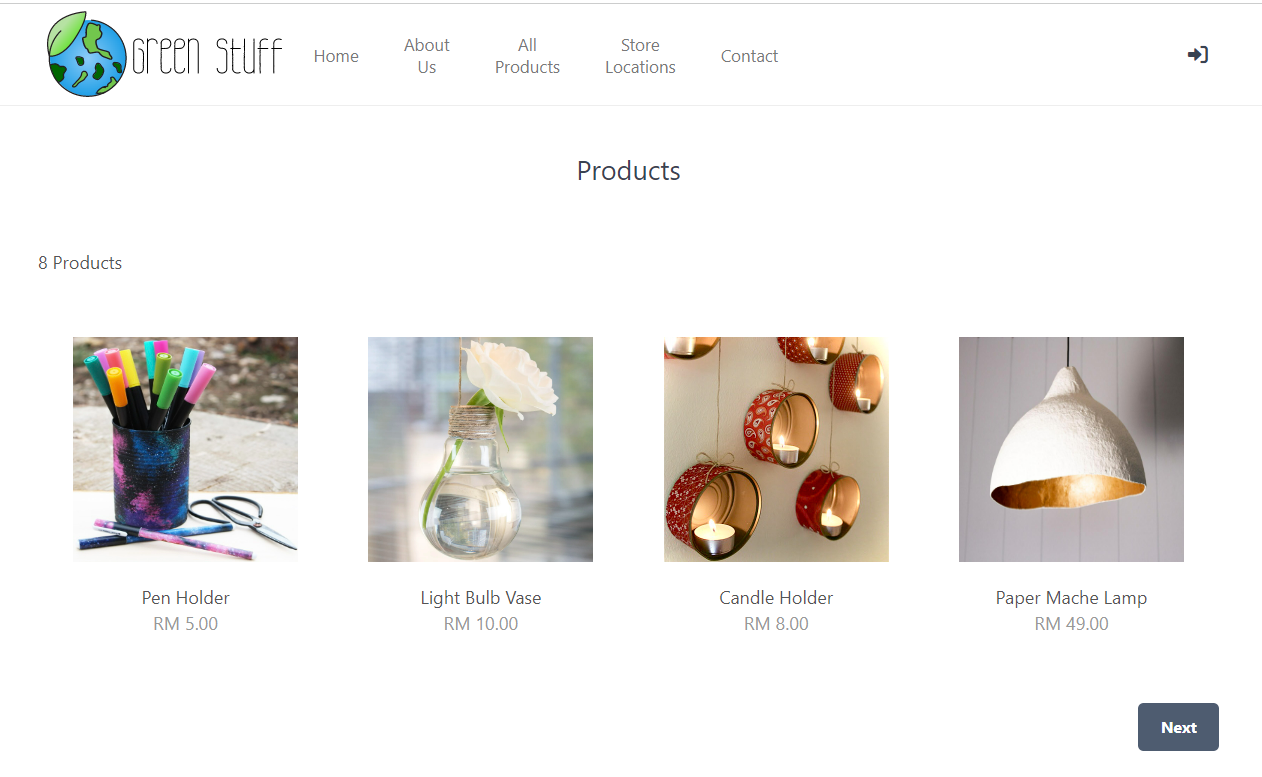 Green Stuff
Home
About
Us
All
Products
Store
Locations
Contact
Products
8 Products
Pen Holder
RM 5.00
Light Bulb Vase
RM 10.00
Candle Holder
RM 8.00
Paper Mache Lamp
RM 49.00
Next